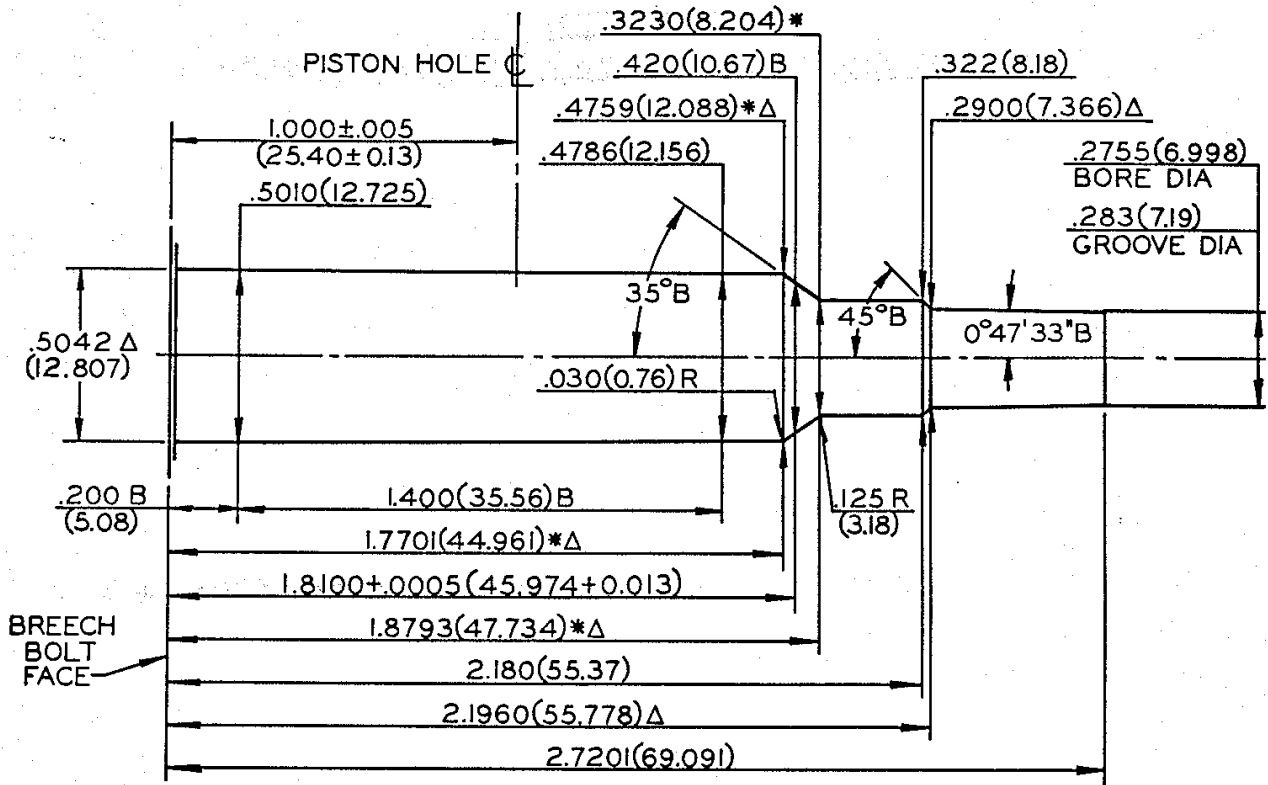 .3230(8.204)*
PISTON HOLE ℄
.420(10.67)B
.322(8.18)
.4759(12.088)*Δ
.2900(7.366)Δ
1.000±.005
(25.40±0.13)
.4786(12.156)
.2755(6.998)
BORE DIA
.5010(12.725)
.283(7.19)
GROOVE DIA
35°B
45°B
0°47'33"B
.5042 Δ
(12.807)
.030(0.76)R
.200 B
(5.08)
1.400(35.56)B
.125 R
(3.18)
1.7701(44.961)*Δ
1.8100+.0005(45.974+0.013)
BREECH
BOLT
FACE
1.8793(47.734)*Δ
2.180(55.37)
2.1960(55.778)Δ
2.7201(69.091)